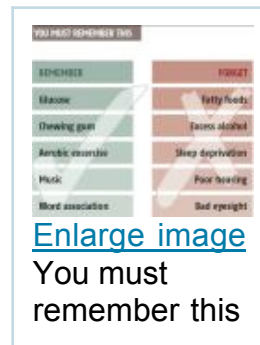 YOU MUST REMEMBER THIS
REMEMBER FORGET
Glucose Fatty foods
Chewing gum Excess alcohol
Aerobic exercise Sleep deprivation
Music Poor hearing
Word association Bad eyesight
Enlarge image
You must
remember this